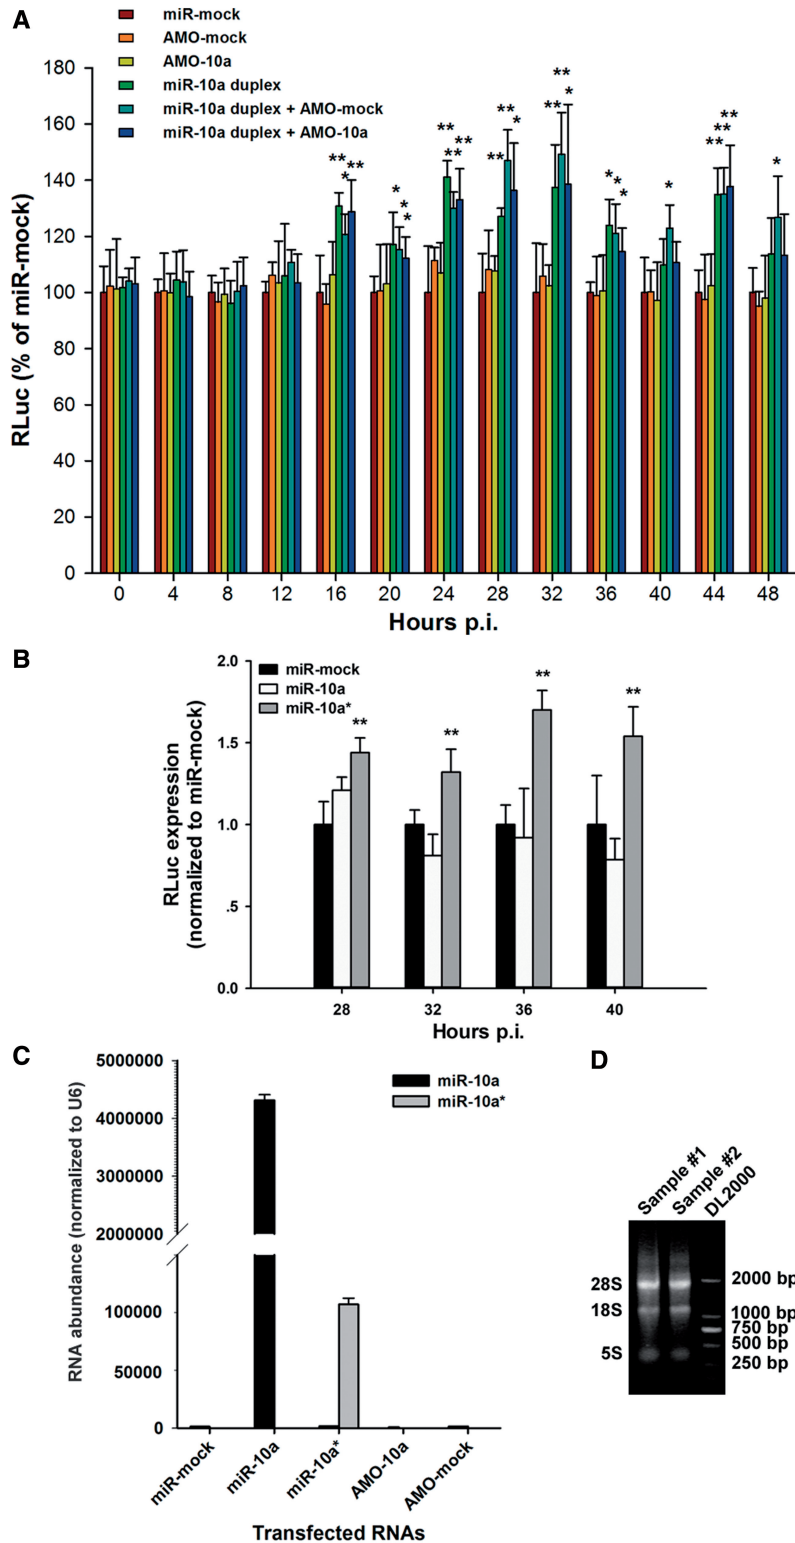 A
miR-mock
AMO-mock
AMO-10a
miR-10a duplex
miR-10a duplex + AMO-mock
miR-10a duplex + AMO-10a
RLuc (% of miR-mock)
180
160
140
120
100
80
60
40
20
0
** * **
* * *
** ** **
** ** *
** ** *
* * *
*
** ** **
*
0 4 8 12 16 20 24 28 32 36 40 44 48
Hours p.i.
B
miR-mock
miR-10a
miR-10a*
RLuc expression
(normalized to miR-mock)
2.0
1.5
1.0
.5
0.0
** ** ** **
28 32 36 40
Hours p.i.
C
miR-10a
miR-10a*
RNA abundance (normalized to U6)
5000000
4000000
3000000
2000000
100000
50000
0
miR-mock
miR-10a
miR-10a*
AMO-10a
AMO-mock
Transfected RNAs
D
Sample #1
Sample #2
DL2000
28S
18S
5S
2000 bp
1000 bp
750 bp
500 bp
250 bp